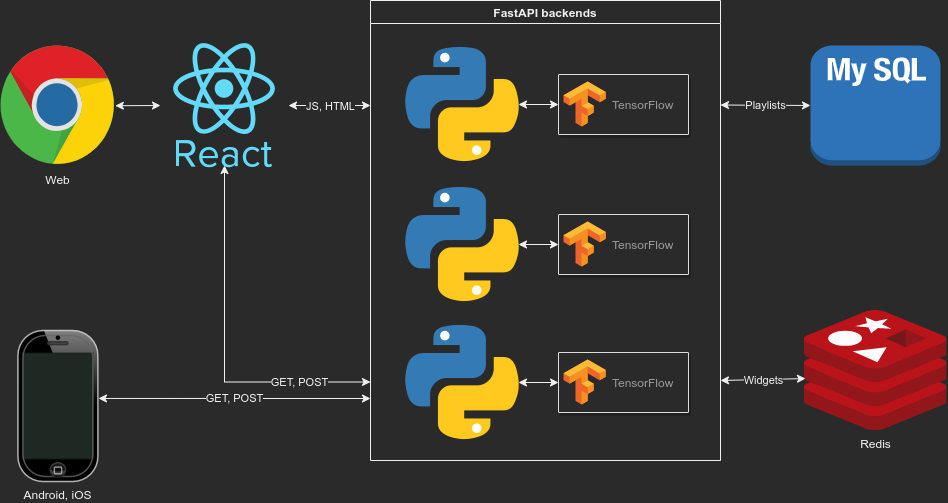 FastAPI backends
Web
React
JS, HTML
TensorFlow
Playlists
My SQL
TensorFlow
GET, POST
GET, POST
TensorFlow
Widgets
Redis
Android, iOS